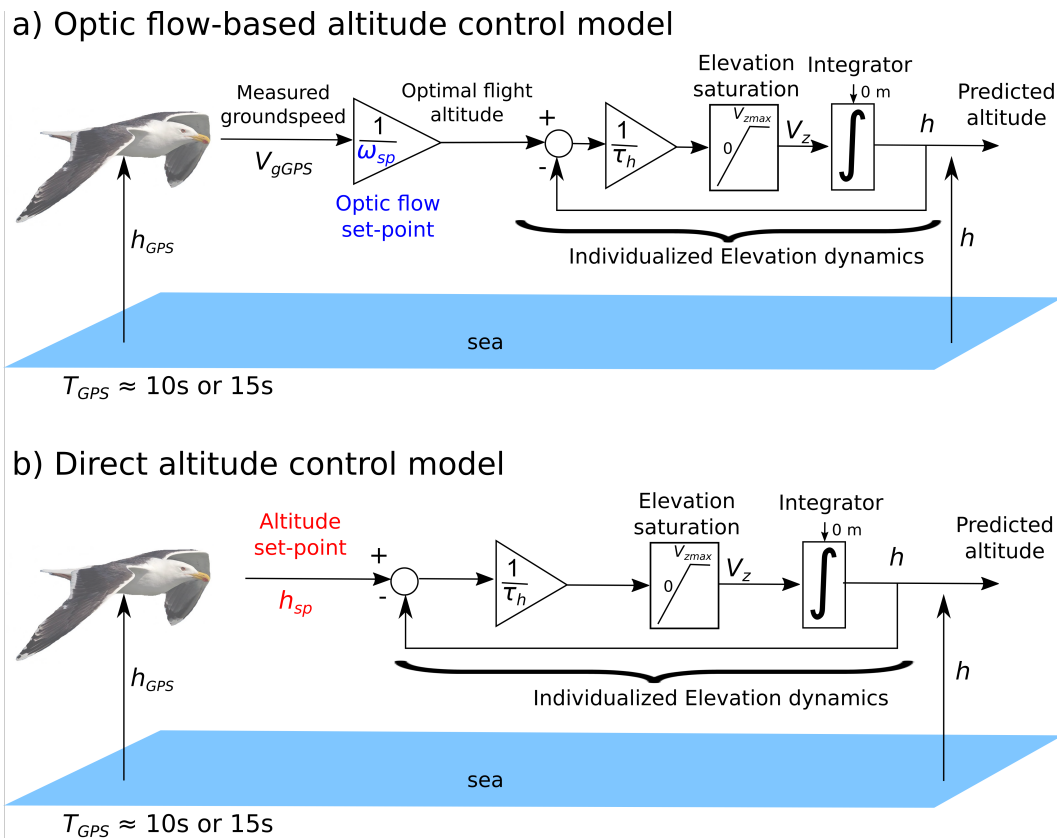 a) Optic flow-based altitude control model
Measured
groundspeed
V_gGPS
1
ω_sp
Optic flow
set-point
Optimal flight
altitude
+
-
1
τ_h
Elevation
saturation
V_zmax
0
V_z
Integrator
0 m
∫
h
Predicted
altitude
Individualized Elevation dynamics
h_GPS
h
sea
T_GPS ≈ 10s or 15s
b) Direct altitude control model
Altitude
set-point
h_sp
+
-
1
τ_h
Elevation
saturation
V_zmax
0
V_z
Integrator
0 m
∫
h
Predicted
altitude
Individualized Elevation dynamics
h_GPS
h
sea
T_GPS ≈ 10s or 15s